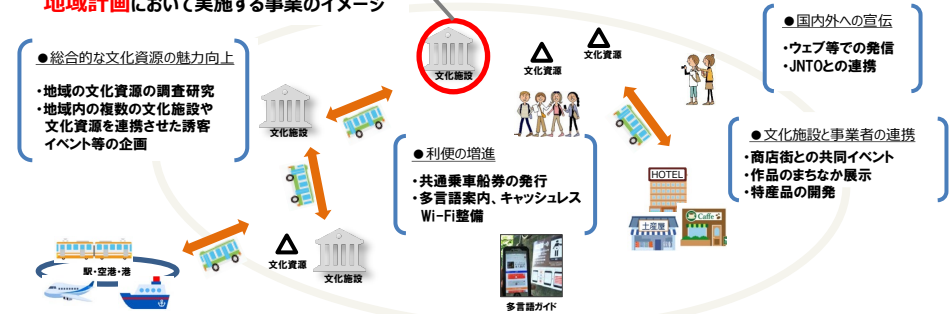 地域計画において実施する事業のイメージ
●総合的な文化資源の魅力向上
・地域の文化資源の調査研究
・地域内の複数の文化施設や
文化資源を連携させた誘客
イベント等の企画
文化施設
文化施設
文化資源
文化資源
●国内外への宣伝
・ウェブ等での発信
・JNTOとの連携
●利便の増進
・共通乗車船券の発行
・多言語案内、キャッシュレス
Wi-Fi整備
●文化施設と事業者の連携
・商店街との共同イベント
・作品のまちなか展示
・特産品の開発
HOTEL
土産屋
Caffe
駅・空港・港
文化資源
文化施設
多言語ガイド